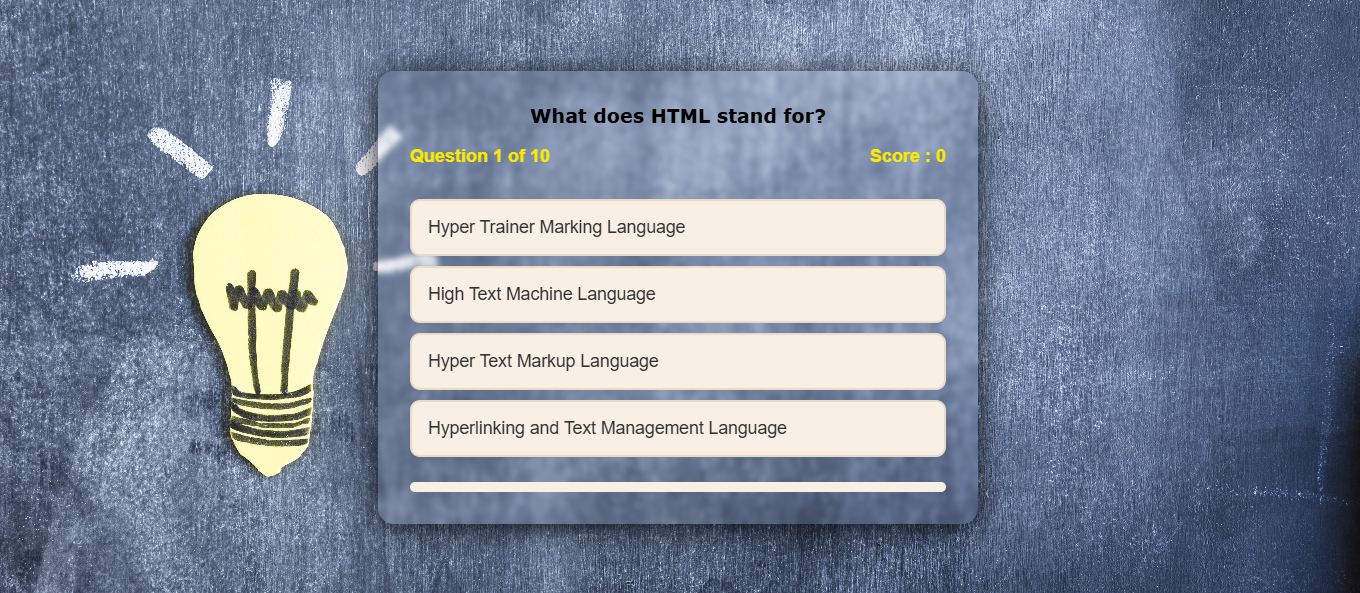 What does HTML stand for?
Question 1 of 10 Score : 0
Hyper Trainer Marking Language
High Text Machine Language
Hyper Text Markup Language
Hyperlinking and Text Management Language